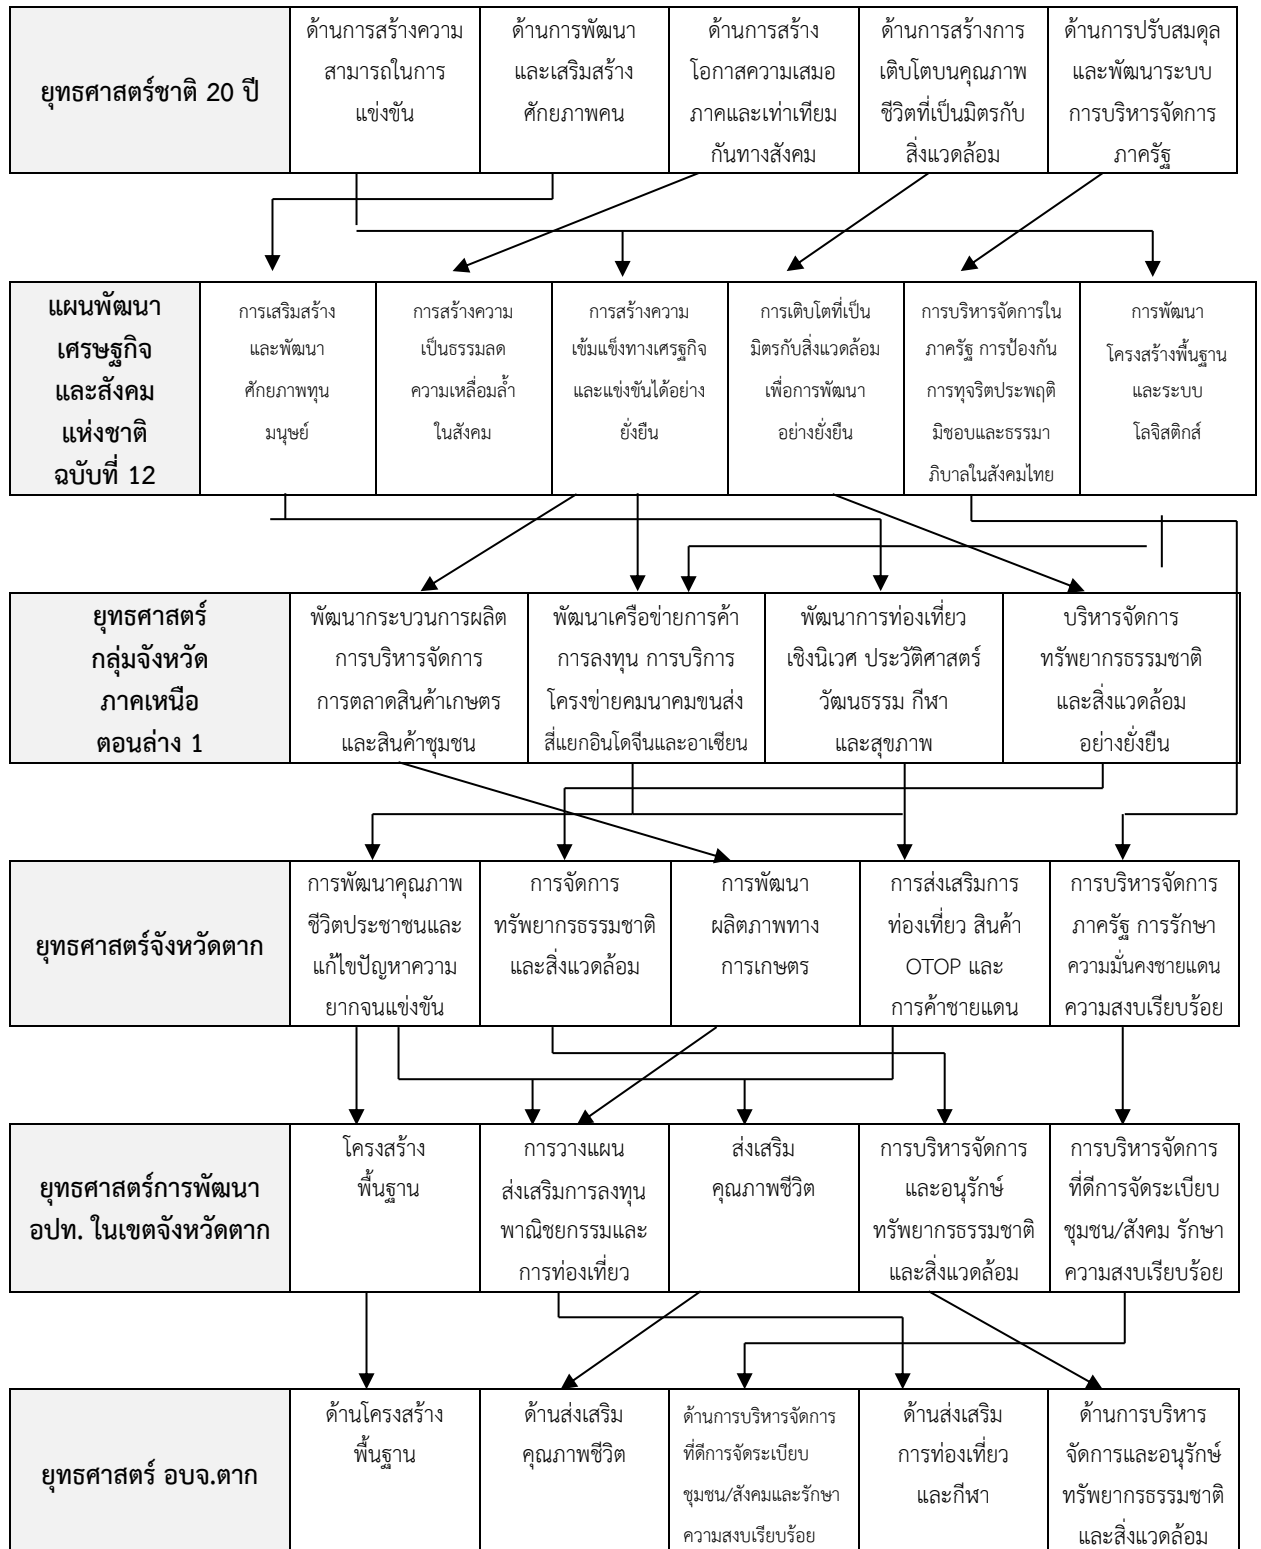 ยุทธศาสตร์ชาติ 20 ปี
ด้านการสร้างความ
สามารถในการ
แข่งขัน
ด้านการพัฒนา
และเสริมสร้าง
ศักยภาพคน
ด้านการสร้าง
โอกาสความเสมอ
ภาคและเท่าเทียม
กันทางสังคม
ด้านการสร้างการ
เติบโตบนคุณภาพ
ชีวิตที่เป็นมิตรกับ
สิ่งแวดล้อม
ด้านการปรับสมดุล
และพัฒนาระบบ
การบริหารจัดการ
ภาครัฐ
แผนพัฒนา
เศรษฐกิจ
และสังคม
แห่งชาติ
ฉบับที่ 12
การเสริมสร้าง
และพัฒนา
ศักยภาพทุน
มนุษย์
การสร้างความ
เป็นธรรมลด
ความเหลื่อมล้ำ
ในสังคม
การสร้างความ
เข้มแข็งทางเศรฐกิจ
และแข่งขันได้อย่าง
ยั่งยืน
การเติบโตที่เป็น
มิตรกับสิ่งแวดล้อม
เพื่อการพัฒนา
อย่างยั่งยืน
การบริหารจัดการใน
ภาครัฐ การป้องกัน
การทุจริตประพฤติ
มิชอบและธรรมา
ภิบาลในสังคมไทย
การพัฒนา
โครงสร้างพื้นฐาน
และระบบ
โลจิสติกส์
ยุทธศาสตร์
กลุ่มจังหวัด
ภาคเหนือ
ตอนล่าง 1
พัฒนากระบวนการผลิต
การบริหารจัดการ
การตลาดสินค้าเกษตร
และสินค้าชุมชน
พัฒนาเครือข่ายการค้า
การลงทุน การบริการ
โครงข่ายคมนาคมขนส่ง
สี่แยกอินโดจีนและอาเซียน
พัฒนาการท่องเที่ยว
เชิงนิเวศ ประวัติศาสตร์
วัฒนธรรม กีฬา
และสุขภาพ
บริหารจัดการ
ทรัพยากรธรรมชาติ
และสิ่งแวดล้อม
อย่างยั่งยืน
ยุทธศาสตร์จังหวัดตาก
การพัฒนาคุณภาพ
ชีวิตประชาชนและ
แก้ไขปัญหาความ
ยากจนแข่งขัน
การจัดการ
ทรัพยากรธรรมชาติ
และสิ่งแวดล้อม
การพัฒนา
ผลิตภาพทาง
การเกษตร
การส่งเสริมการ
ท่องเที่ยว สินค้า
OTOP และ
การค้าชายแดน
การบริหารจัดการ
ภาครัฐ การรักษา
ความมั่นคงชายแดน
ความสงบเรียบร้อย
ยุทธศาสตร์การพัฒนา
อปท. ในเขตจังหวัดตาก
โครงสร้าง
พื้นฐาน
การวางแผน
ส่งเสริมการลงทุน
พาณิชยกรรมและ
การท่องเที่ยว
ส่งเสริม
คุณภาพชีวิต
การบริหารจัดการ
และอนุรักษ์
ทรัพยากรธรรมชาติ
และสิ่งแวดล้อม
การบริหารจัดการ
ที่ดีการจัดระเบียบ
ชุมชน/สังคม รักษา
ความสงบเรียบร้อย
ยุทธศาสตร์ อบจ.ตาก
ด้านโครงสร้าง
พื้นฐาน
ด้านส่งเสริม
คุณภาพชีวิต
ด้านการบริหารจัดการ
ที่ดีการจัดระเบียบ
ชุมชน/สังคมและรักษา
ความสงบเรียบร้อย
ด้านส่งเสริม
การท่องเที่ยว
และกีฬา
ด้านการบริหาร
จัดการและอนุรักษ์
ทรัพยากรธรรมชาติ
และสิ่งแวดล้อม